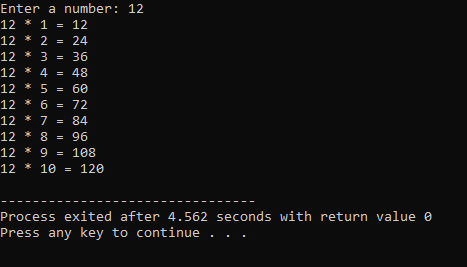 Enter a number: 12
12 * 1 = 12
12 * 2 = 24
12 * 3 = 36
12 * 4 = 48
12 * 5 = 60
12 * 6 = 72
12 * 7 = 84
12 * 8 = 96
12 * 9 = 108
12 * 10 = 120
--------------------------------
Process exited after 4.562 seconds with return value 0
Press any key to continue . . .